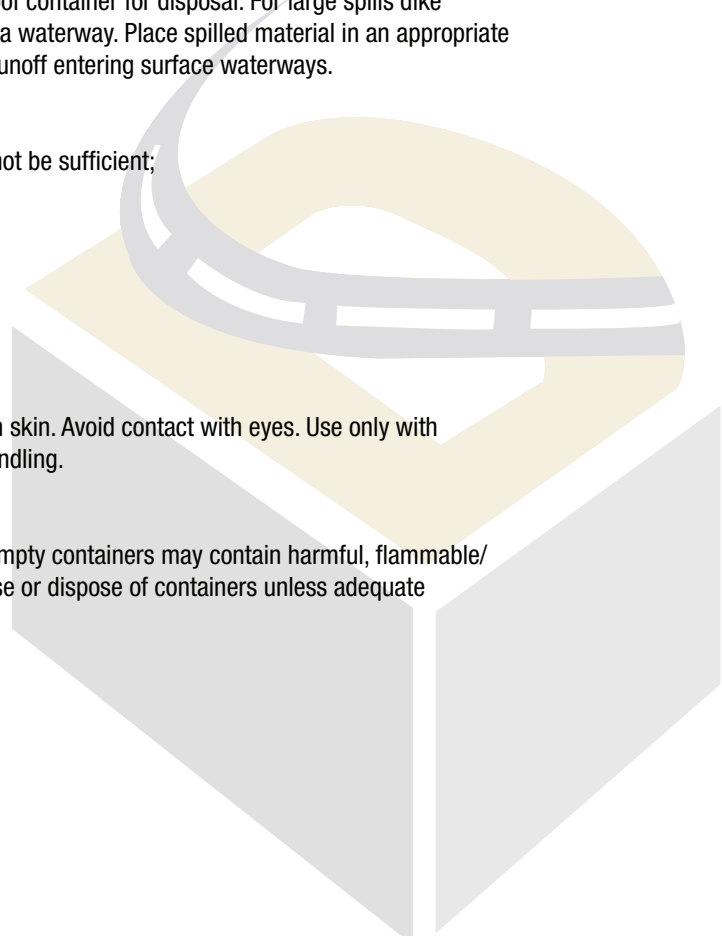 container for disposal. For large spills dike
a waterway. Place spilled material in an appropriate
unoff entering surface waterways.
not be sufficient;
skin. Avoid contact with eyes. Use only with
ndling.
mpty containers may contain harmful, flammable/
se or dispose of containers unless adequate